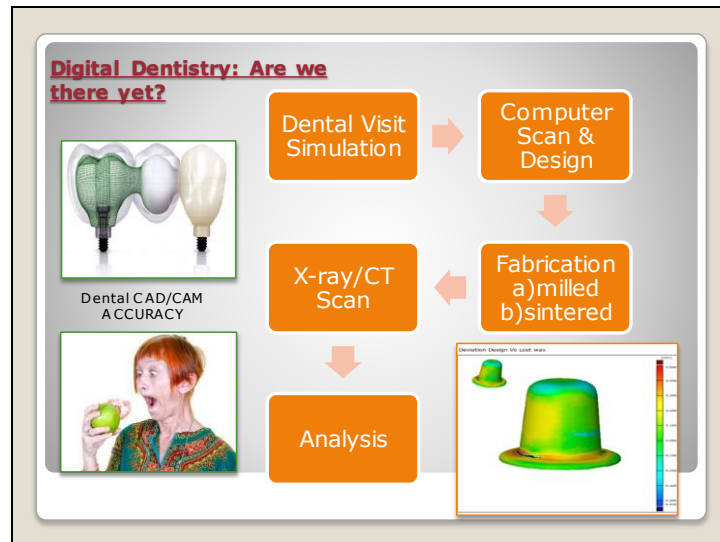 Digital Dentistry: Are we
there yet?
Dental Visit
Simulation
Computer
Scan &
Design
Fabrication
a)milled
b)sintered
X-ray/CT
Scan
Analysis
Dental CAD/CAM
ACCURACY
Deviation Design Vs Lost wax